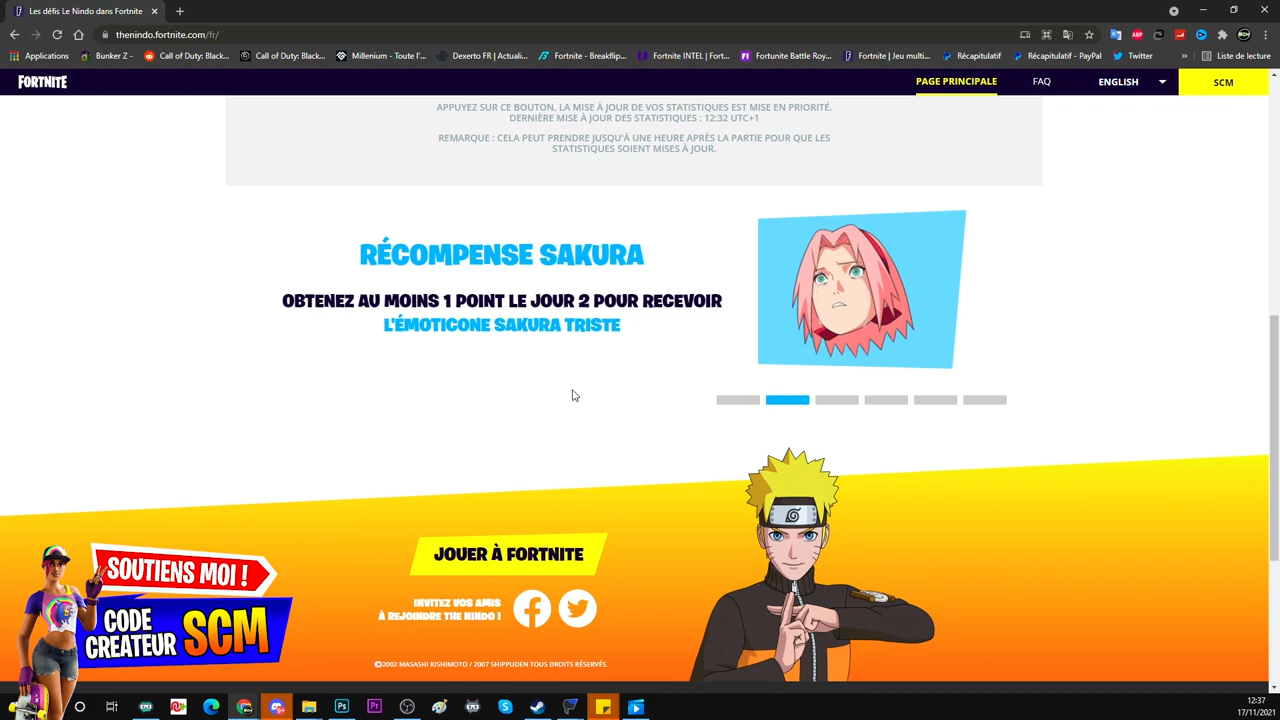 Les défis Le Nindo dans Fortnite
thenindo.fortnite.com/fr/
Applications
Bunker Z -
Call of Duty: Black...
Call of Duty: Black...
Millenium - Toute l'...
Dexerto FR | Actuali...
Fortnite - Breakflip...
Fortnite INTEL | Fort...
Fortunite Battle Roy...
Fortnite | Jeu multi...
Récapitulatif
Récapitulatif - PayPal
Twitter
»
Liste de lecture
FORTNITE
PAGE PRINCIPALE
FAQ
ENGLISH
SCM
APPUYEZ SUR CE BOUTON, LA MISE À JOUR DE VOS STATISTIQUES EST MISE EN PRIORITÉ.
DERNIÈRE MISE À JOUR DES STATISTIQUES : 12:32 UTC+1
REMARQUE : CELA PEUT PRENDRE JUSQU'À UNE HEURE APRÈS LA PARTIE POUR QUE LES
STATISTIQUES SOIENT MISES À JOUR.
RÉCOMPENSE SAKURA
OBTENEZ AU MOINS 1 POINT LE JOUR 2 POUR RECEVOIR
L'ÉMOTICONE SAKURA TRISTE
JOUER À FORTNITE
INVITEZ VOS AMIS
À REJOINDRE THE NINDO !
©2002 MASASHI KISHIMOTO / 2007 SHIPPUDEN TOUS DROITS RÉSERVÉS.
SOUTIENS MOI !
CODE
CREATEUR
SCM
12:37
17/11/2021